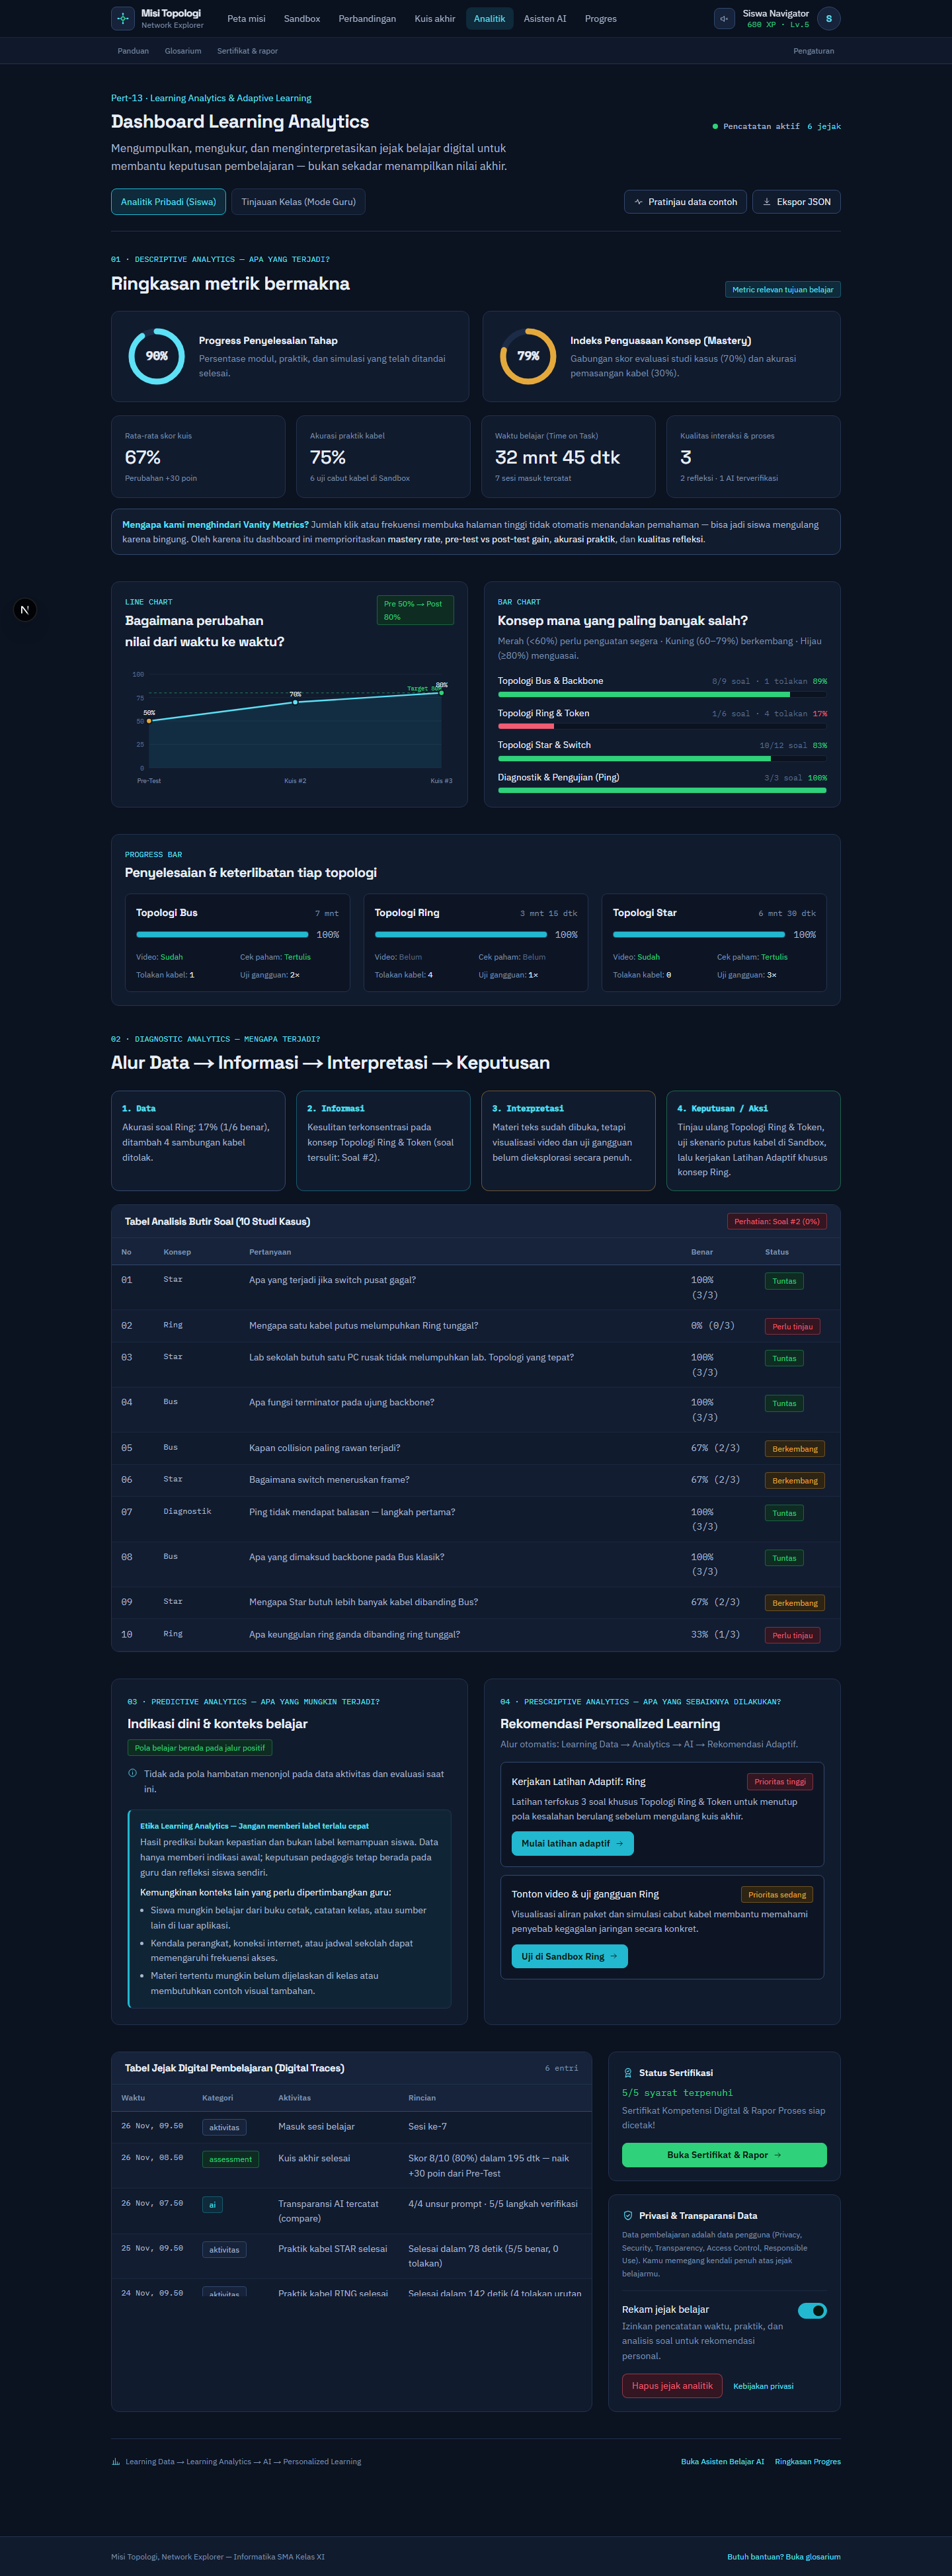 Misi Topologi
Network Explorer
Peta misi
Sandbox
Perbandingan
Kuis akhir
Analitik
Asisten AI
Progres
Siswa Navigator
680 XP · Lv.5
S
Panduan
Glosarium
Sertifikat & rapor
Pengaturan
Pert-13 · Learning Analytics & Adaptive Learning
Dashboard Learning Analytics
Pencatatan aktif 6 jejak
Mengumpulkan, mengukur, dan menginterpretasikan jejak belajar digital untuk
membantu keputusan pembelajaran — bukan sekadar menampilkan nilai akhir.
Analitik Pribadi (Siswa)
Tinjauan Kelas (Mode Guru)
Pratinjau data contoh
Ekspor JSON
01 · DESCRIPTIVE ANALYTICS — APA YANG TERJADI?
Ringkasan metrik bermakna
Metric relevan tujuan belajar
90%
Progress Penyelesaian Tahap
Persentase modul, praktik, dan simulasi yang telah ditandai
selesai.
79%
Indeks Penguasaan Konsep (Mastery)
Gabungan skor evaluasi studi kasus (70%) dan akurasi
pemasangan kabel (30%).
Rata-rata skor kuis
67%
Perubahan +30 poin
Akurasi praktik kabel
75%
6 uji cabut kabel di Sandbox
Waktu belajar (Time on Task)
32 mnt 45 dtk
7 sesi masuk tercatat
Kualitas interaksi & proses
3
2 refleksi · 1 AI terverifikasi
Mengapa kami menghindari Vanity Metrics? Jumlah klik atau frekuensi membuka halaman tinggi tidak otomatis menandakan pemahaman — bisa jadi siswa mengulang
karena bingung. Oleh karena itu dashboard ini memprioritaskan mastery rate, pre-test vs post-test gain, akurasi praktik, dan kualitas refleksi.
LINE CHART
Bagaimana perubahan
nilai dari waktu ke waktu?
Pre 50% → Post
80%
100
75
50
25
0
50%
70%
Target 80%
80%
Pre-Test
Kuis #2
Kuis #3
BAR CHART
Konsep mana yang paling banyak salah?
Merah (<60%) perlu penguatan segera · Kuning (60–79%) berkembang · Hijau
(≥80%) menguasai.
Topologi Bus & Backbone
8/9 soal · 1 tolakan 89%
Topologi Ring & Token
1/6 soal · 4 tolakan 17%
Topologi Star & Switch
10/12 soal 83%
Diagnostik & Pengujian (Ping)
3/3 soal 100%
PROGRESS BAR
Penyelesaian & keterlibatan tiap topologi
Topologi Bus
7 mnt
100%
Video: Sudah
Cek paham: Tertulis
Tolakan kabel: 1
Uji gangguan: 2×
Topologi Ring
3 mnt 15 dtk
100%
Video: Belum
Cek paham: Belum
Tolakan kabel: 4
Uji gangguan: 1×
Topologi Star
6 mnt 30 dtk
100%
Video: Sudah
Cek paham: Tertulis
Tolakan kabel: 0
Uji gangguan: 3×
02 · DIAGNOSTIC ANALYTICS — MENGAPA TERJADI?
Alur Data → Informasi → Interpretasi → Keputusan
1. Data
Akurasi soal Ring: 17% (1/6 benar),
ditambah 4 sambungan kabel
ditolak.
2. Informasi
Kesulitan terkonsentrasi pada
konsep Topologi Ring & Token (soal
tersulit: Soal #2).
3. Interpretasi
Materi teks sudah dibuka, tetapi
visualisasi video dan uji gangguan
belum dieksplorasi secara penuh.
4. Keputusan / Aksi
Tinjau ulang Topologi Ring & Token,
uji skenario putus kabel di Sandbox,
lalu kerjakan Latihan Adaptif khusus
konsep Ring.
Tabel Analisis Butir Soal (10 Studi Kasus)
Perhatian: Soal #2 (0%)
No
Konsep
Pertanyaan
Benar
Status
01
Star
Apa yang terjadi jika switch pusat gagal?
100%
(3/3)
Tuntas
02
Ring
Mengapa satu kabel putus melumpuhkan Ring tunggal?
0% (0/3)
Perlu tinjau
03
Star
Lab sekolah butuh satu PC rusak tidak melumpuhkan lab. Topologi yang tepat?
100%
(3/3)
Tuntas
04
Bus
Apa fungsi terminator pada ujung backbone?
100%
(3/3)
Tuntas
05
Bus
Kapan collision paling rawan terjadi?
67% (2/3)
Berkembang
06
Star
Bagaimana switch meneruskan frame?
67% (2/3)
Berkembang
07
Diagnostik
Ping tidak mendapat balasan — langkah pertama?
100%
(3/3)
Tuntas
08
Bus
Apa yang dimaksud backbone pada Bus klasik?
100%
(3/3)
Tuntas
09
Star
Mengapa Star butuh lebih banyak kabel dibanding Bus?
67% (2/3)
Berkembang
10
Ring
Apa keunggulan ring ganda dibanding ring tunggal?
33% (1/3)
Perlu tinjau
03 · PREDICTIVE ANALYTICS — APA YANG MUNGKIN TERJADI?
Indikasi dini & konteks belajar
Pola belajar berada pada jalur positif
Tidak ada pola hambatan menonjol pada data aktivitas dan evaluasi saat
ini.
Etika Learning Analytics — Jangan memberi label terlalu cepat
Hasil prediksi bukan kepastian dan bukan label kemampuan siswa. Data
hanya memberi indikasi awal; keputusan pedagogis tetap berada pada
guru dan refleksi siswa sendiri.
Kemungkinan konteks lain yang perlu dipertimbangkan guru:
• Siswa mungkin belajar dari buku cetak, catatan kelas, atau sumber
lain di luar aplikasi.
• Kendala perangkat, koneksi internet, atau jadwal sekolah dapat
memengaruhi frekuensi akses.
• Materi tertentu mungkin belum dijelaskan di kelas atau
membutuhkan contoh visual tambahan.
04 · PRESCRIPTIVE ANALYTICS — APA YANG SEBAIKNYA DILAKUKAN?
Rekomendasi Personalized Learning
Alur otomatis: Learning Data → Analytics → AI → Rekomendasi Adaptif.
Kerjakan Latihan Adaptif: Ring
Prioritas tinggi
Latihan terfokus 3 soal khusus Topologi Ring & Token untuk menutup
pola kesalahan berulang sebelum mengulang kuis akhir.
Mulai latihan adaptif →
Tonton video & uji gangguan Ring
Prioritas sedang
Visualisasi aliran paket dan simulasi cabut kabel membantu memahami
penyebab kegagalan jaringan secara konkret.
Uji di Sandbox Ring →
Tabel Jejak Digital Pembelajaran (Digital Traces)
6 entri
Waktu
Kategori
Aktivitas
Rincian
26 Nov, 09.50
aktivitas
Masuk sesi belajar
Sesi ke-7
26 Nov, 08.50
assessment
Kuis akhir selesai
Skor 8/10 (80%) dalam 195 dtk — naik
+30 poin dari Pre-Test
26 Nov, 07.50
ai
Transparansi AI tercatat
(compare)
4/4 unsur prompt · 5/5 langkah verifikasi
25 Nov, 09.50
aktivitas
Praktik kabel STAR selesai
Selesai dalam 78 detik (5/5 benar, 0
tolakan)
24 Nov, 09.50
aktivitas
Praktik kabel RING selesai
Selesai dalam 142 detik (4 tolakan urutan
Status Sertifikasi
5/5 syarat terpenuhi
Sertifikat Kompetensi Digital & Rapor Proses siap
dicetak!
Buka Sertifikat & Rapor →
Privasi & Transparansi Data
Data pembelajaran adalah data pengguna (Privacy,
Security, Transparency, Access Control, Responsible
Use). Kamu memegang kendali penuh atas jejak
belajarmu.
Rekam jejak belajar
Izinkan pencatatan waktu, praktik, dan
analisis soal untuk rekomendasi
personal.
Hapus jejak analitik
Kebijakan privasi
Learning Data → Learning Analytics → AI → Personalized Learning
Buka Asisten Belajar AI
Ringkasan Progres
Misi Topologi, Network Explorer — Informatika SMA Kelas XI
Butuh bantuan? Buka glosarium
N